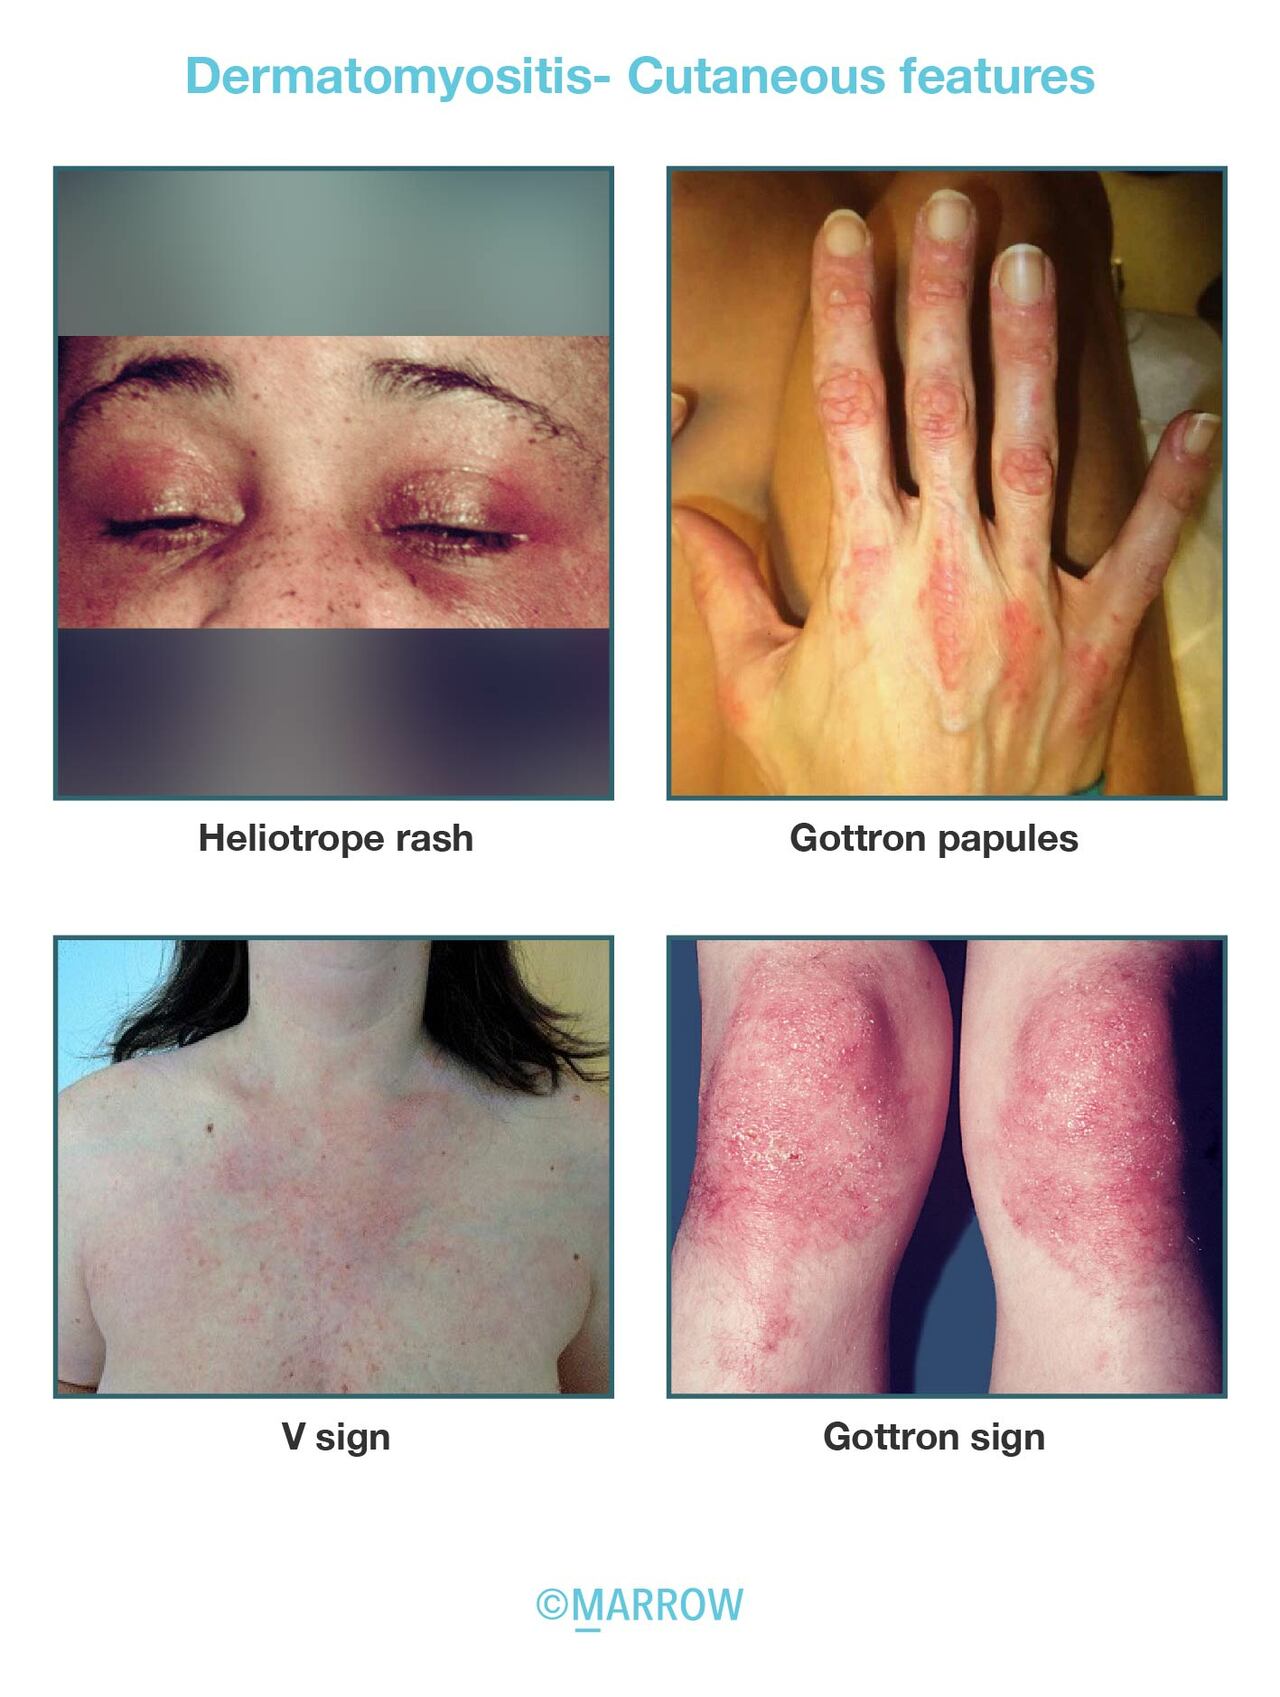 Dermatomyositis- Cutaneous features
Heliotrope rash
Gottron papules
V sign
Gottron sign
©MARROW